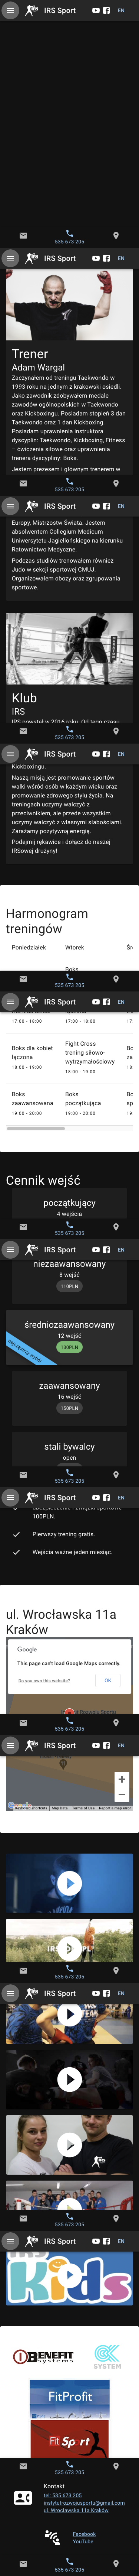 IRS Sport
EN
535 673 205
IRS Sport
EN
Trener
Adam Wargal
Zaczynałem od treningu Taekwondo w
1993 roku na jednym z krakowski osiedli.
Jako zawodnik zdobywałem medale
zawodów ogólnopolskich w Taekwondo
oraz Kickboxingu. Posiadam stopień 3 dan
Taekwondo oraz 1 dan Kickboxing.
Posiadam uprawnienia instruktora
dyscyplin: Taekwondo, Kickboxing, Fitness
– ćwiczenia siłowe oraz uprawnienia
trenera dyscypliny: Boks.
Jestem prezesem i głównym trenerem w
535 673 205
IRS Sport
EN
Europy, Mistrzostw Świata. Jestem
absolwentem Collegium Medicum
Uniwersytetu Jagiellońskiego na kierunku
Ratownictwo Medyczne.
Podczas studiów trenowałem również
Judo w sekcji sportowej CMUJ.
Organizowałem obozy oraz zgrupowania
sportowe.
Klub
IRS
IRS powstał w 2016 roku. Od tego czasu
535 673 205
IRS Sport
EN
Kickboxingu.
Naszą misją jest promowanie sportów
walki wśród osób w każdym wieku oraz
promowanie zdrowego stylu życia. Na
treningach uczymy walczyć z
przeciwnikiem, ale przede wszystkim
uczymy walczyć z własnymi słabościami.
Zarażamy pozytywną energią.
Podejmij rękawice i dołącz do naszej
IRSowej drużyny!
Harmonogram
treningów
Poniedziałek
Wtorek
Boks
535 673 205
IRS Sport
EN
17:00 - 18:00
17:00 - 18:00
Boks dla kobiet
łączona
18:00 - 19:00
Fight Cross
trening siłowo-
wytrzymałościowy
18:00 - 19:00
Boks
zaawansowana
19:00 - 20:00
Boks
początkująca
19:00 - 20:00
Cennik wejść
początkujący
4 wejścia
535 673 205
IRS Sport
EN
niezaawansowany
8 wejść
110PLN
średniozaawansowany
12 wejść
130PLN
najczęstszy wybór
zaawansowany
16 wejść
150PLN
stali bywalcy
open
535 673 205
IRS Sport
EN
100PLN.
Pierwszy trening gratis.
Wejścia ważne jeden miesiąc.
ul. Wrocławska 11a
Kraków
Google
This page can't load Google Maps correctly.
Do you own this website?
OK
535 673 205
IRS Sport
EN
Keyboard shortcuts
Map Data
Terms of Use
Report a map error
535 673 205
IRS Sport
EN
535 673 205
IRS Sport
EN
Kids
BENEFIT
systems
OK
SYSTEM
FitProfit
FitSport
535 673 205
Kontakt
tel: 535 673 205
instytutrozwojusportu@gmail.com
ul. Wrocławska 11a Kraków
Facebook
YouTube
535 673 205